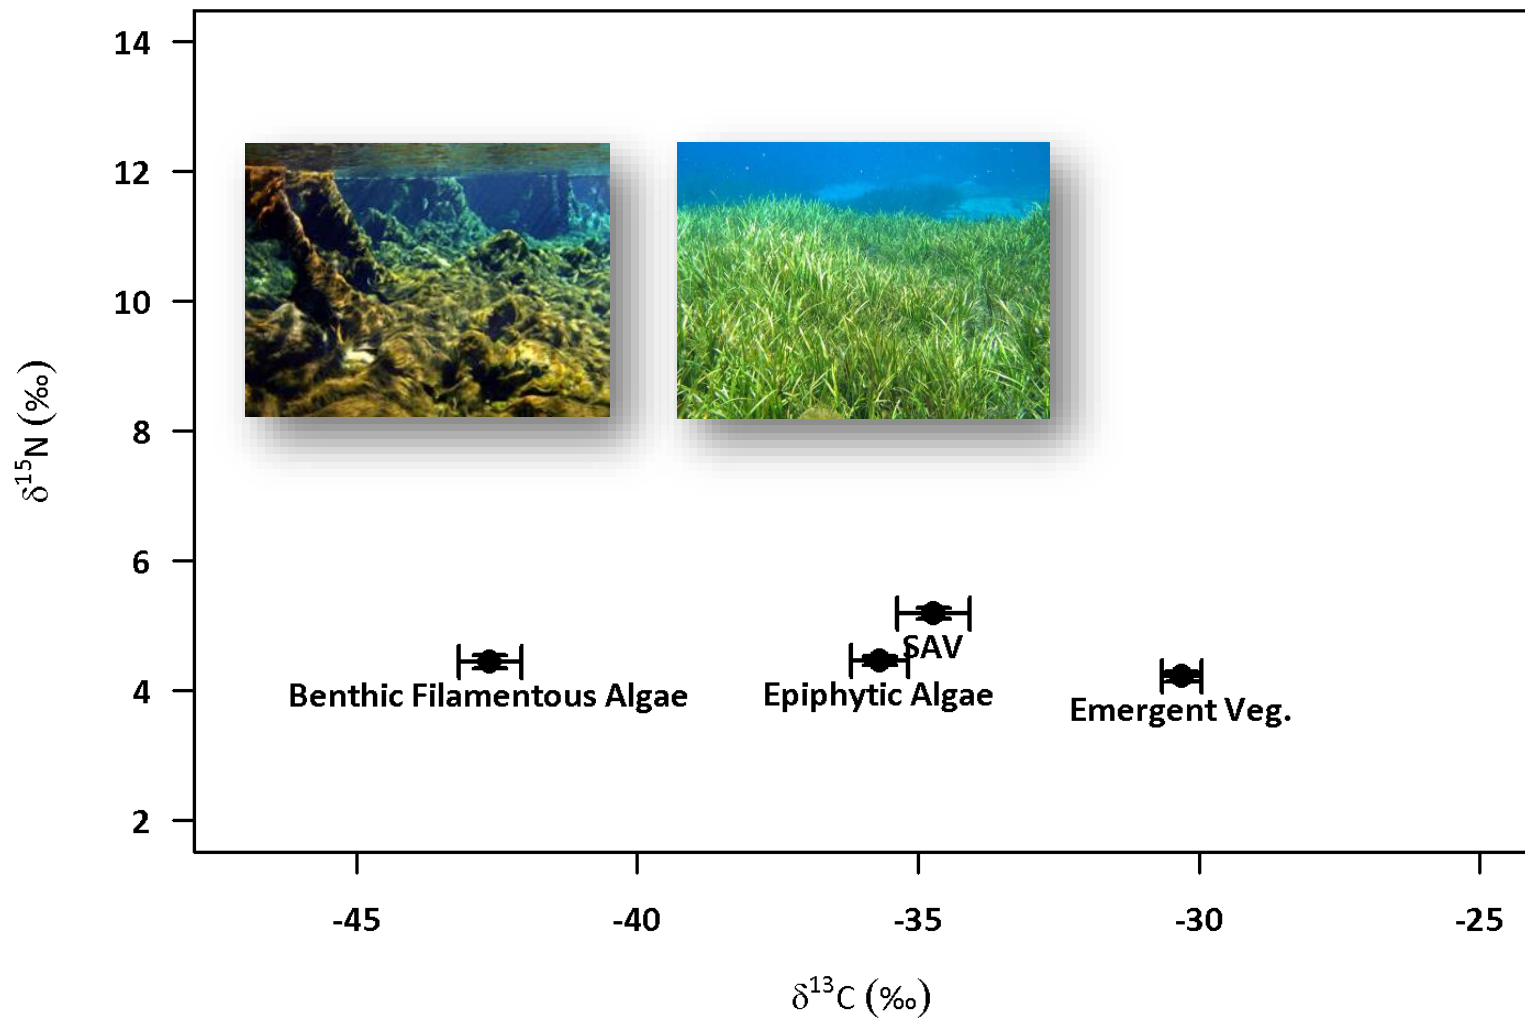 14
12
10
8
6
4
2
δ15N (‰)
SAV
Benthic Filamentous Algae
Epiphytic Algae
Emergent Veg.
-45 -40 -35 -30 -25
δ13C (‰)